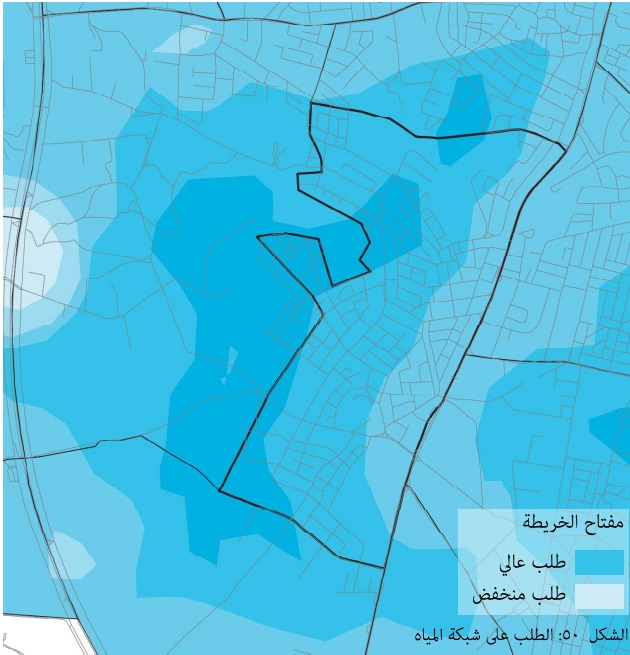 مفتاح الخريطة
طلب عالي
طلب منخفض
الشكل ٥٠: الطلب على شبكة المياه